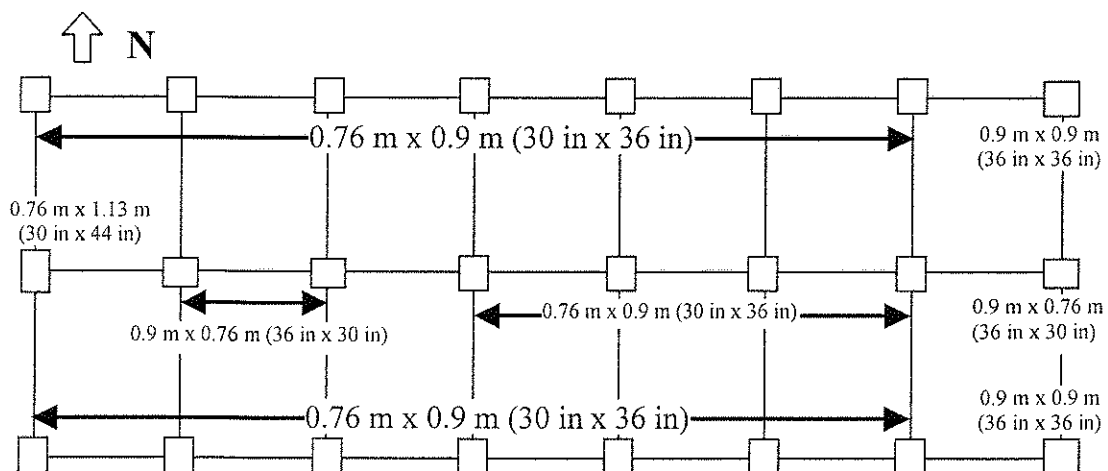 N
0.76 m x 0.9 m (30 in x 36 in)
0.9 m x 0.9 m
(36 in x 36 in)
0.76 m x 1.13 m
(30 in x 44 in)
0.9 m x 0.76 m (36 in x 30 in)
0.76 m x 0.9 m (30 in x 36 in)
0.9 m x 0.76 m
(36 in x 30 in)
0.76 m x 0.9 m (30 in x 36 in)
0.9 m x 0.9 m
(36 in x 36 in)